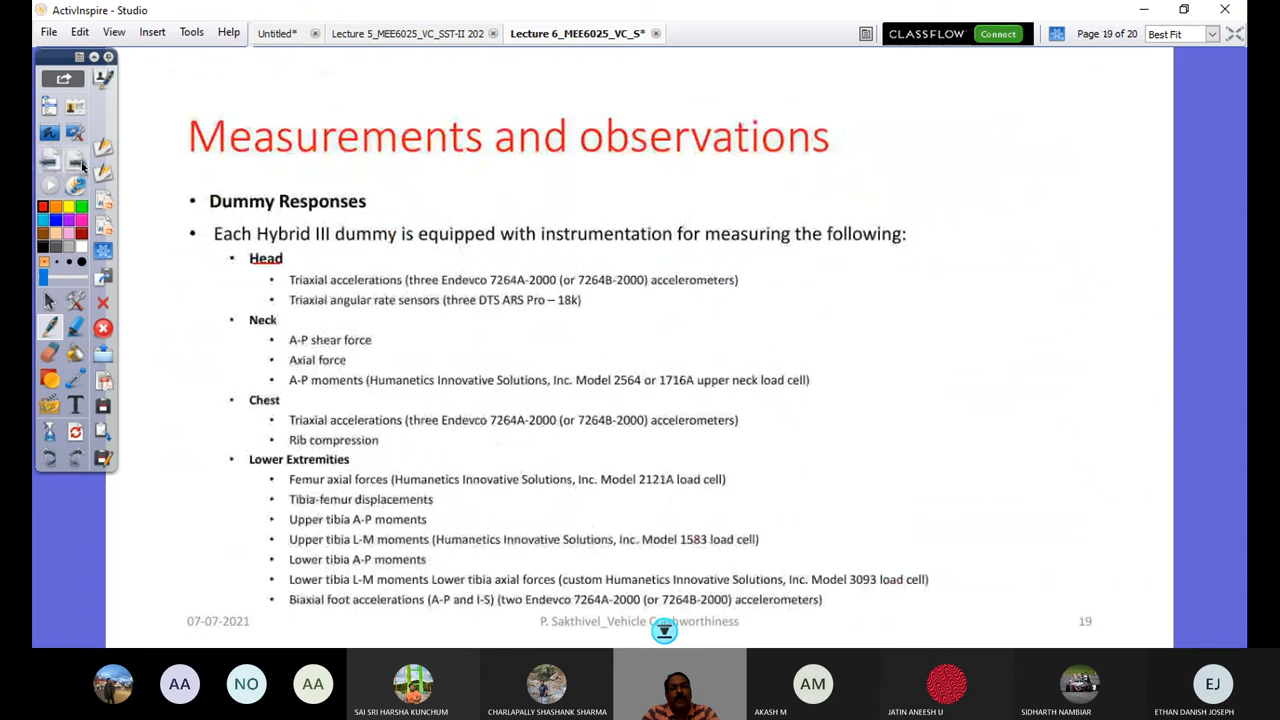 ActivInspire - Studio
File Edit View Insert Tools Help
Untitled* Lecture 5_MEE6025_VC_SST-II 202 Lecture 6_MEE6025_VC_S*
CLASSFLOW Connect Page 19 of 20 Best Fit
Measurements and observations
• Dummy Responses
• Each Hybrid III dummy is equipped with instrumentation for measuring the following:
• Head
• Triaxial accelerations (three Endevco 7264A-2000 (or 7264B-2000) accelerometers)
• Triaxial angular rate sensors (three DTS ARS Pro – 18k)
• Neck
• A-P shear force
• Axial force
• A-P moments (Humanetics Innovative Solutions, Inc. Model 2564 or 1716A upper neck load cell)
• Chest
• Triaxial accelerations (three Endevco 7264A-2000 (or 7264B-2000) accelerometers)
• Rib compression
• Lower Extremities
• Femur axial forces (Humanetics Innovative Solutions, Inc. Model 2121A load cell)
• Tibia-femur displacements
• Upper tibia A-P moments
• Upper tibia L-M moments (Humanetics Innovative Solutions, Inc. Model 1583 load cell)
• Lower tibia A-P moments
• Lower tibia L-M moments Lower tibia axial forces (custom Humanetics Innovative Solutions, Inc. Model 3093 load cell)
• Biaxial foot accelerations (A-P and I-S) (two Endevco 7264A-2000 (or 7264B-2000) accelerometers)
07-07-2021 P. Sakthivel_Vehicle Crashworthiness 19
AA NO AA AM EJ
SAI SRI HARSHA KUNCHUM CHARLAPALLY SHASHANK SHARMA AKASH M JATIN ANEESH U SIDHARTH NAMBIAR ETHAN DANISH JOSEPH